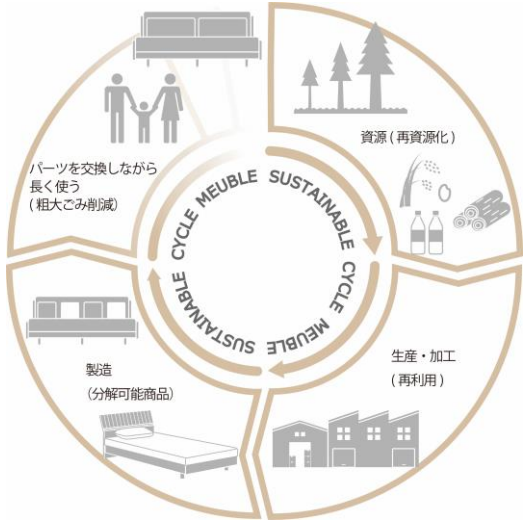 資源 ( 再資源化 )
生産・加工
( 再利用 )
製造
(分解可能商品)
パーツを交換しながら
長く使う
( 粗大ごみ削減)
SUSTAINABLE CYCLE MEUBLE SUSTAINABLE CYCLE MEUBLE